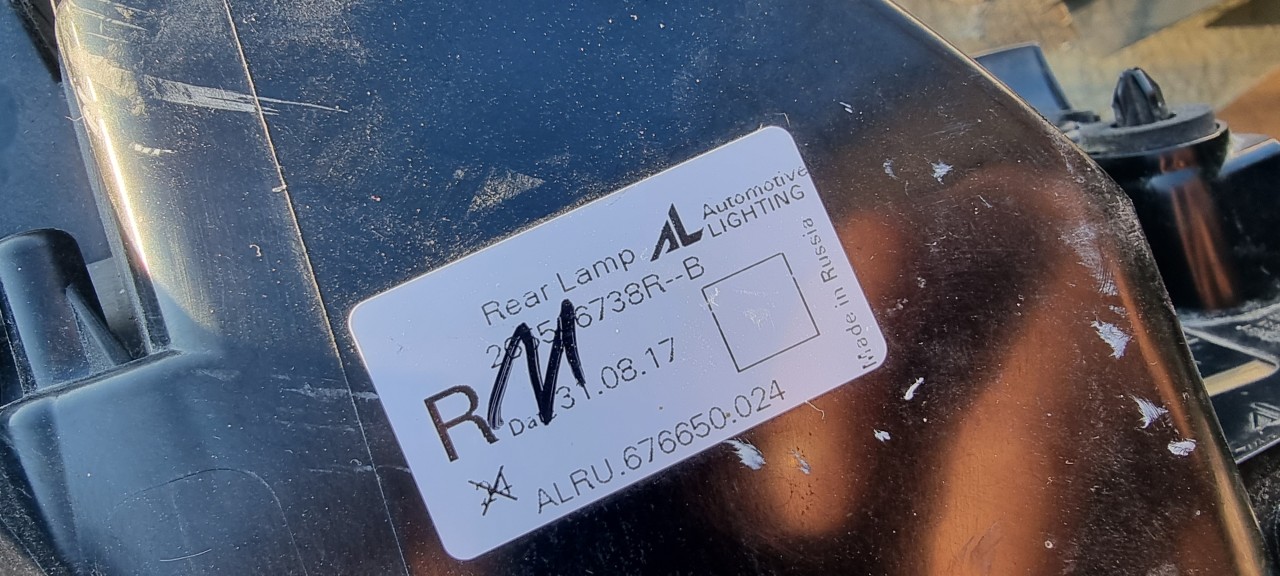 Rear Lamp AL Automotive
LIGHTING
6738R--B
R
31.08.17
ALRU.676650.024
Made in Russia